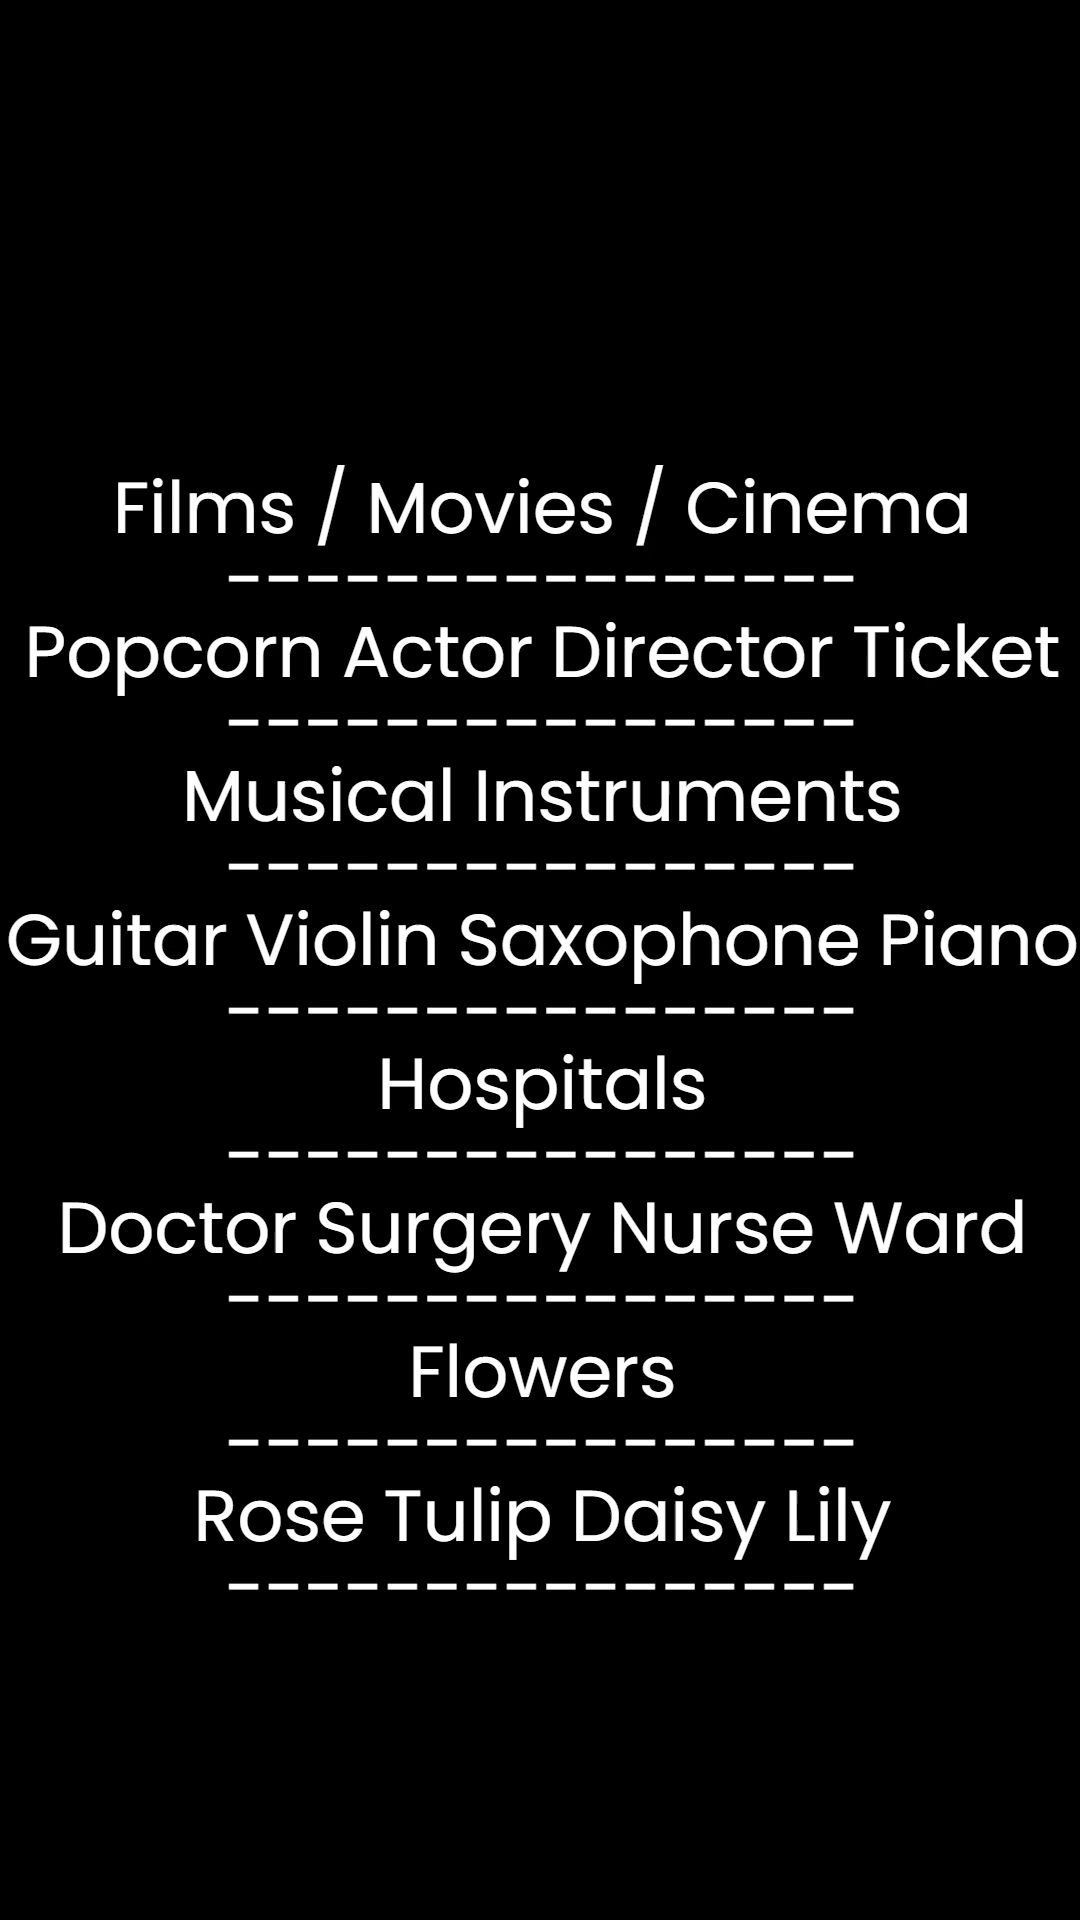 Films / Movies / Cinema
----------------
Popcorn Actor Director Ticket
----------------
Musical Instruments
----------------
Guitar Violin Saxophone Piano
----------------
Hospitals
----------------
Doctor Surgery Nurse Ward
----------------
Flowers
----------------
Rose Tulip Daisy Lily
----------------